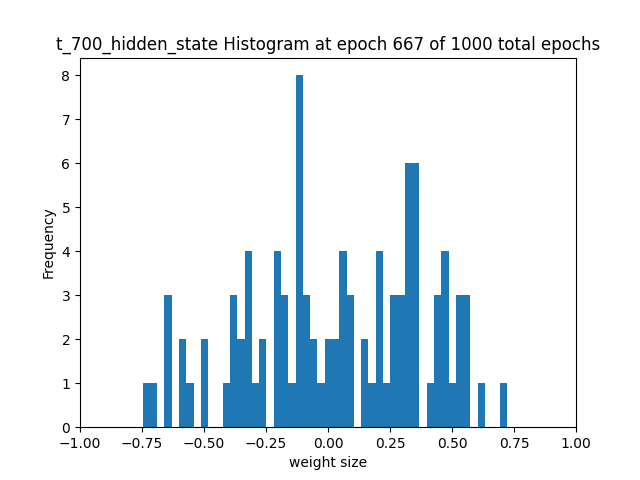 t_700_hidden_state Histogram at epoch 667 of 1000 total epochs
8
7
6
5
4
3
2
1
0
Frequency
−1.00 −0.75 −0.50 −0.25 0.00 0.25 0.50 0.75 1.00
weight size